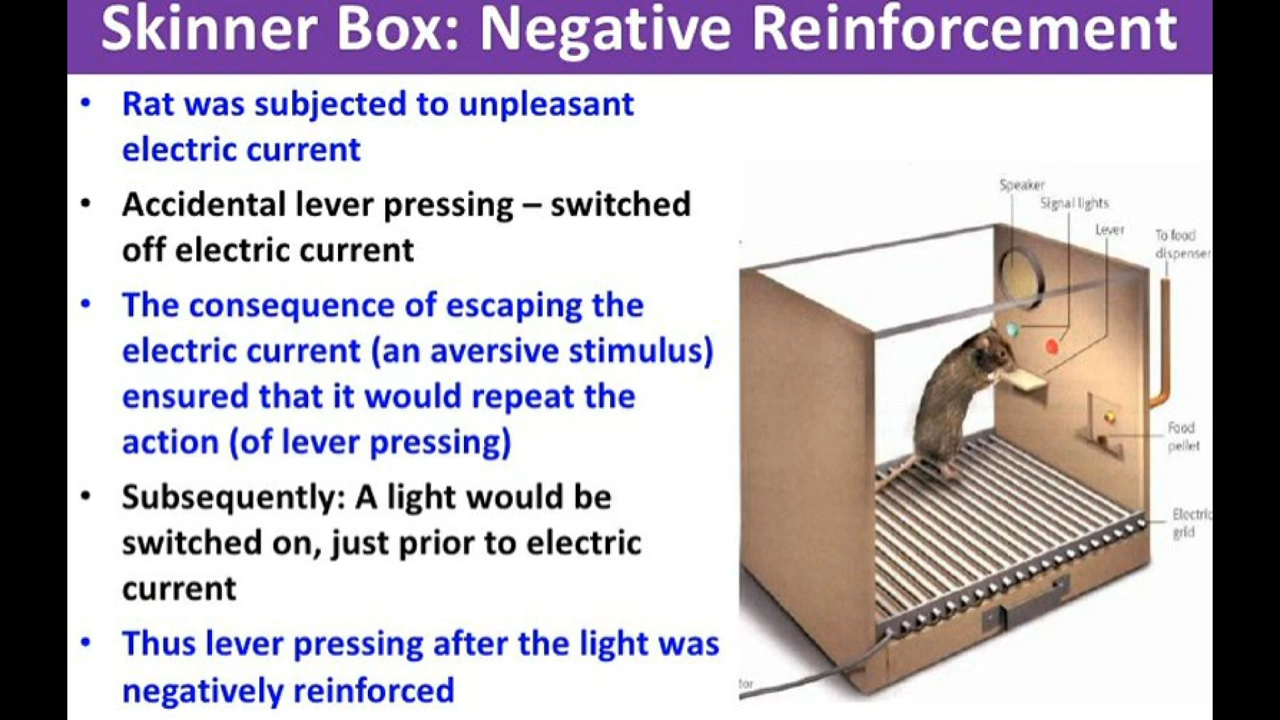 Skinner Box: Negative Reinforcement
• Rat was subjected to unpleasant
electric current
• Accidental lever pressing – switched
off electric current
• The consequence of escaping the
electric current (an aversive stimulus)
ensured that it would repeat the
action (of lever pressing)
• Subsequently: A light would be
switched on, just prior to electric
current
• Thus lever pressing after the light was
negatively reinforced
Speaker
Signal lights
Lever
To food
dispenser
Food
pellet
Electric
grid
tor